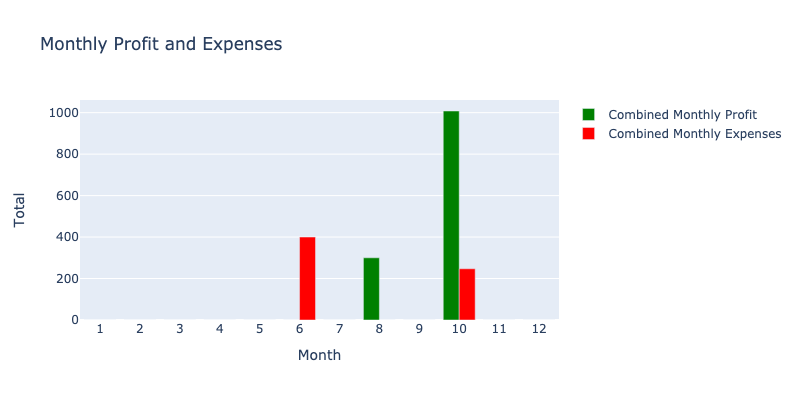 Monthly Profit and Expenses
Combined Monthly Profit
Combined Monthly Expenses
Total
1000
800
600
400
200
0
1 2 3 4 5 6 7 8 9 10 11 12
Month